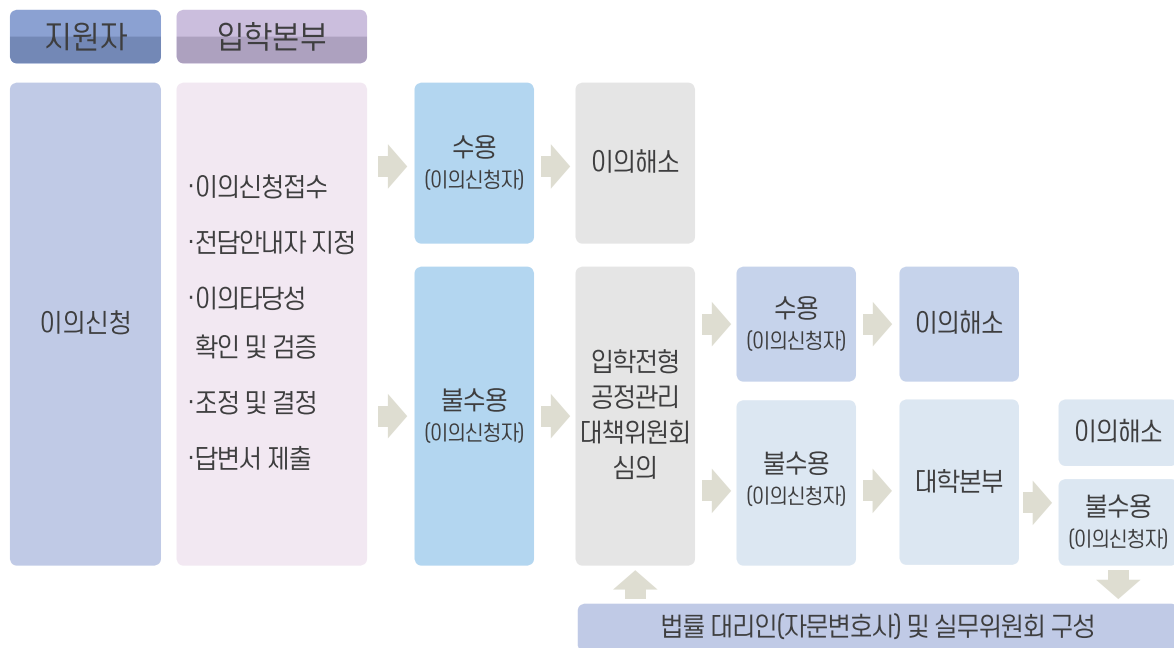 지원자
입학본부
이의신청
·이의신청접수
·전담안내자 지정
·이의타당성
확인 및 검증
·조정 및 결정
·답변서 제출
수용
(이의신청자)
이의해소
불수용
(이의신청자)
입학전형
공정관리
대책위원회
심의
수용
(이의신청자)
이의해소
불수용
(이의신청자)
대학본부
이의해소
불수용
(이의신청자)
법률 대리인(자문변호사) 및 실무위원회 구성